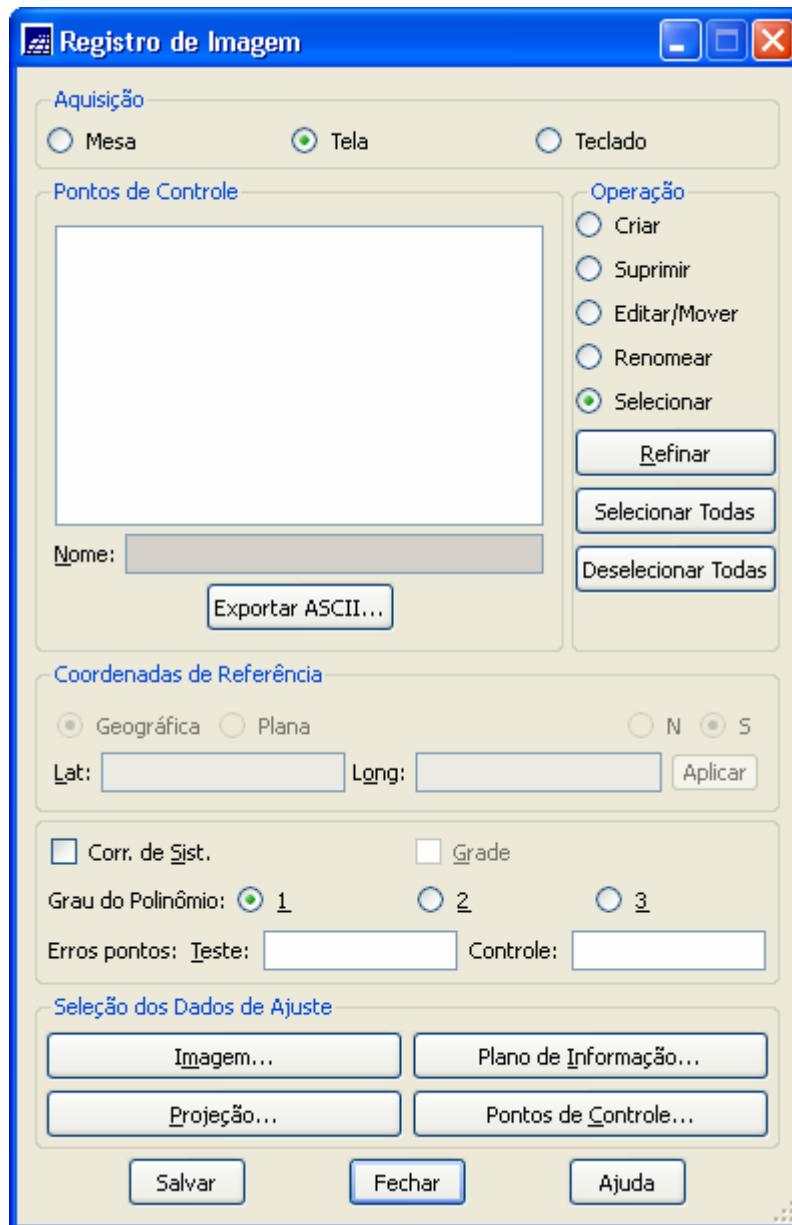 Registro de Imagem
Aquisição
Mesa Tela Teclado
Pontos de Controle
Nome:
Exportar ASCII...
Operação
Criar
Suprimir
Editar/Mover
Renomear
Selecionar
Refinar
Selecionar Todas
Deselecionar Todas
Coordenadas de Referência
Geográfica Plana N S
Lat: Long: Aplicar
Corr. de Sist. Grade
Grau do Polinômio: 1 2 3
Erros pontos: Teste: Controle:
Seleção dos Dados de Ajuste
Imagem... Plano de Informação...
Projeção... Pontos de Controle...
Salvar Fechar Ajuda